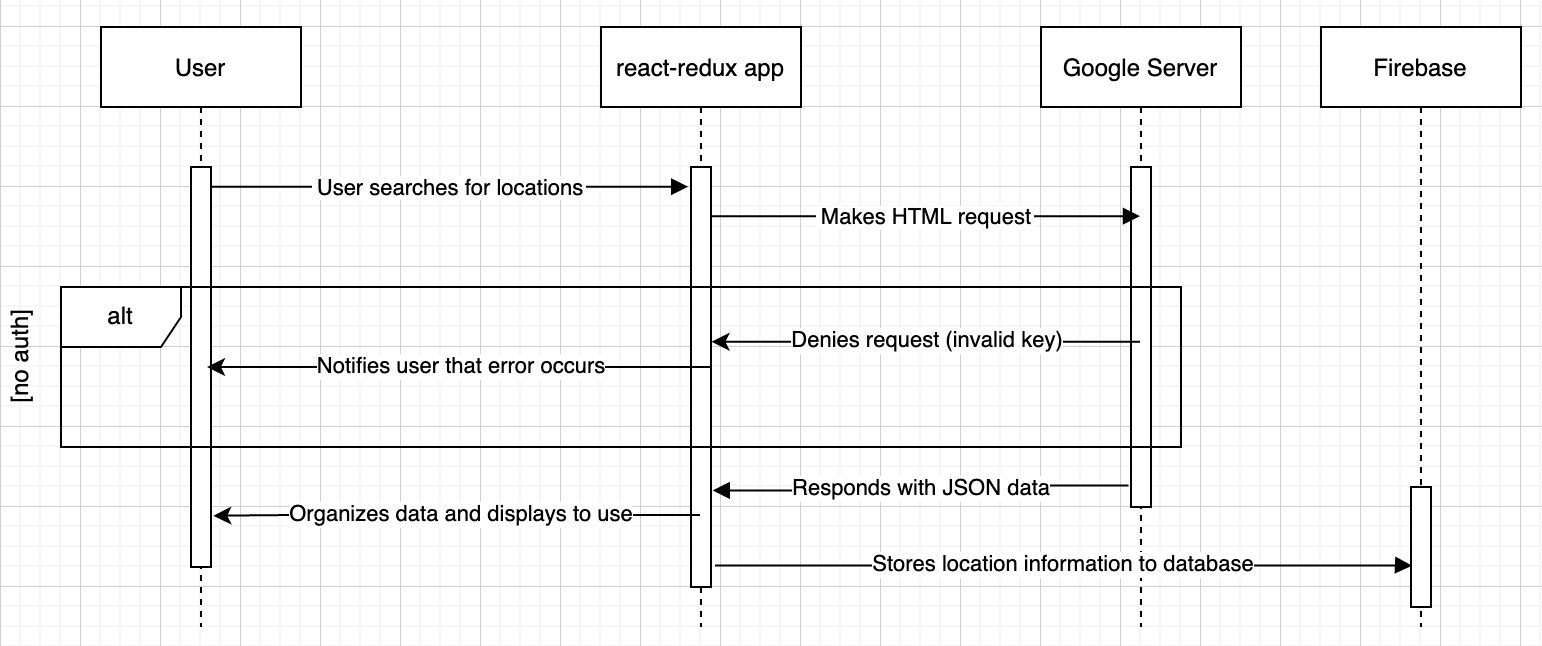 User
react-redux app
Google Server
Firebase
User searches for locations
Makes HTML request
alt
[no auth]
Denies request (invalid key)
Notifies user that error occurs
Responds with JSON data
Organizes data and displays to use
Stores location information to database